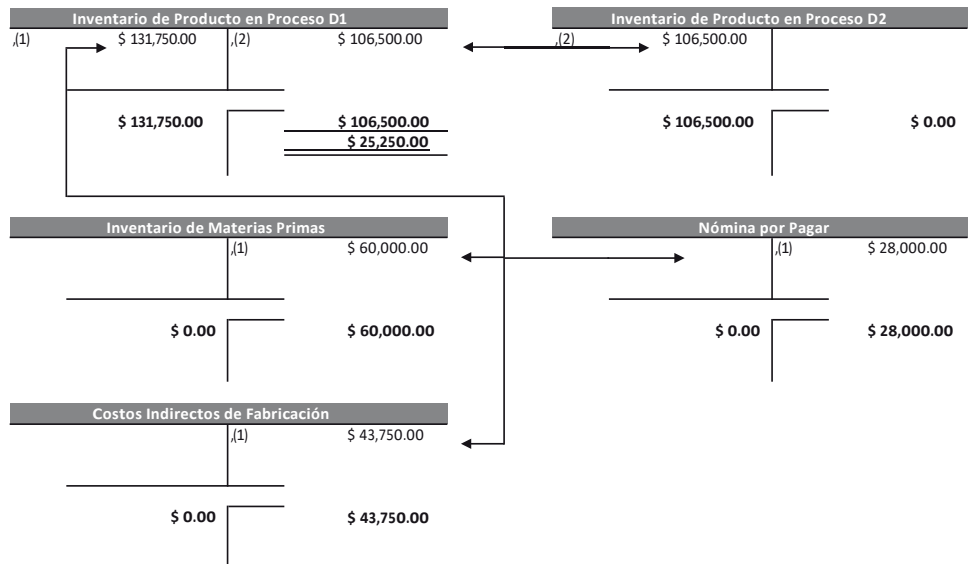 Inventario de Producto en Proceso D1
Inventario de Producto en Proceso D2
,(1) $ 131,750.00 ,(2) $ 106,500.00
,(2) $ 106,500.00
$ 131,750.00 $ 106,500.00
$ 106,500.00 $ 0.00
$ 25,250.00
Inventario de Materias Primas
Nómina por Pagar
,(1) $ 60,000.00
,(1) $ 28,000.00
$ 0.00 $ 60,000.00
$ 0.00 $ 28,000.00
Costos Indirectos de Fabricación
,(1) $ 43,750.00
$ 0.00 $ 43,750.00